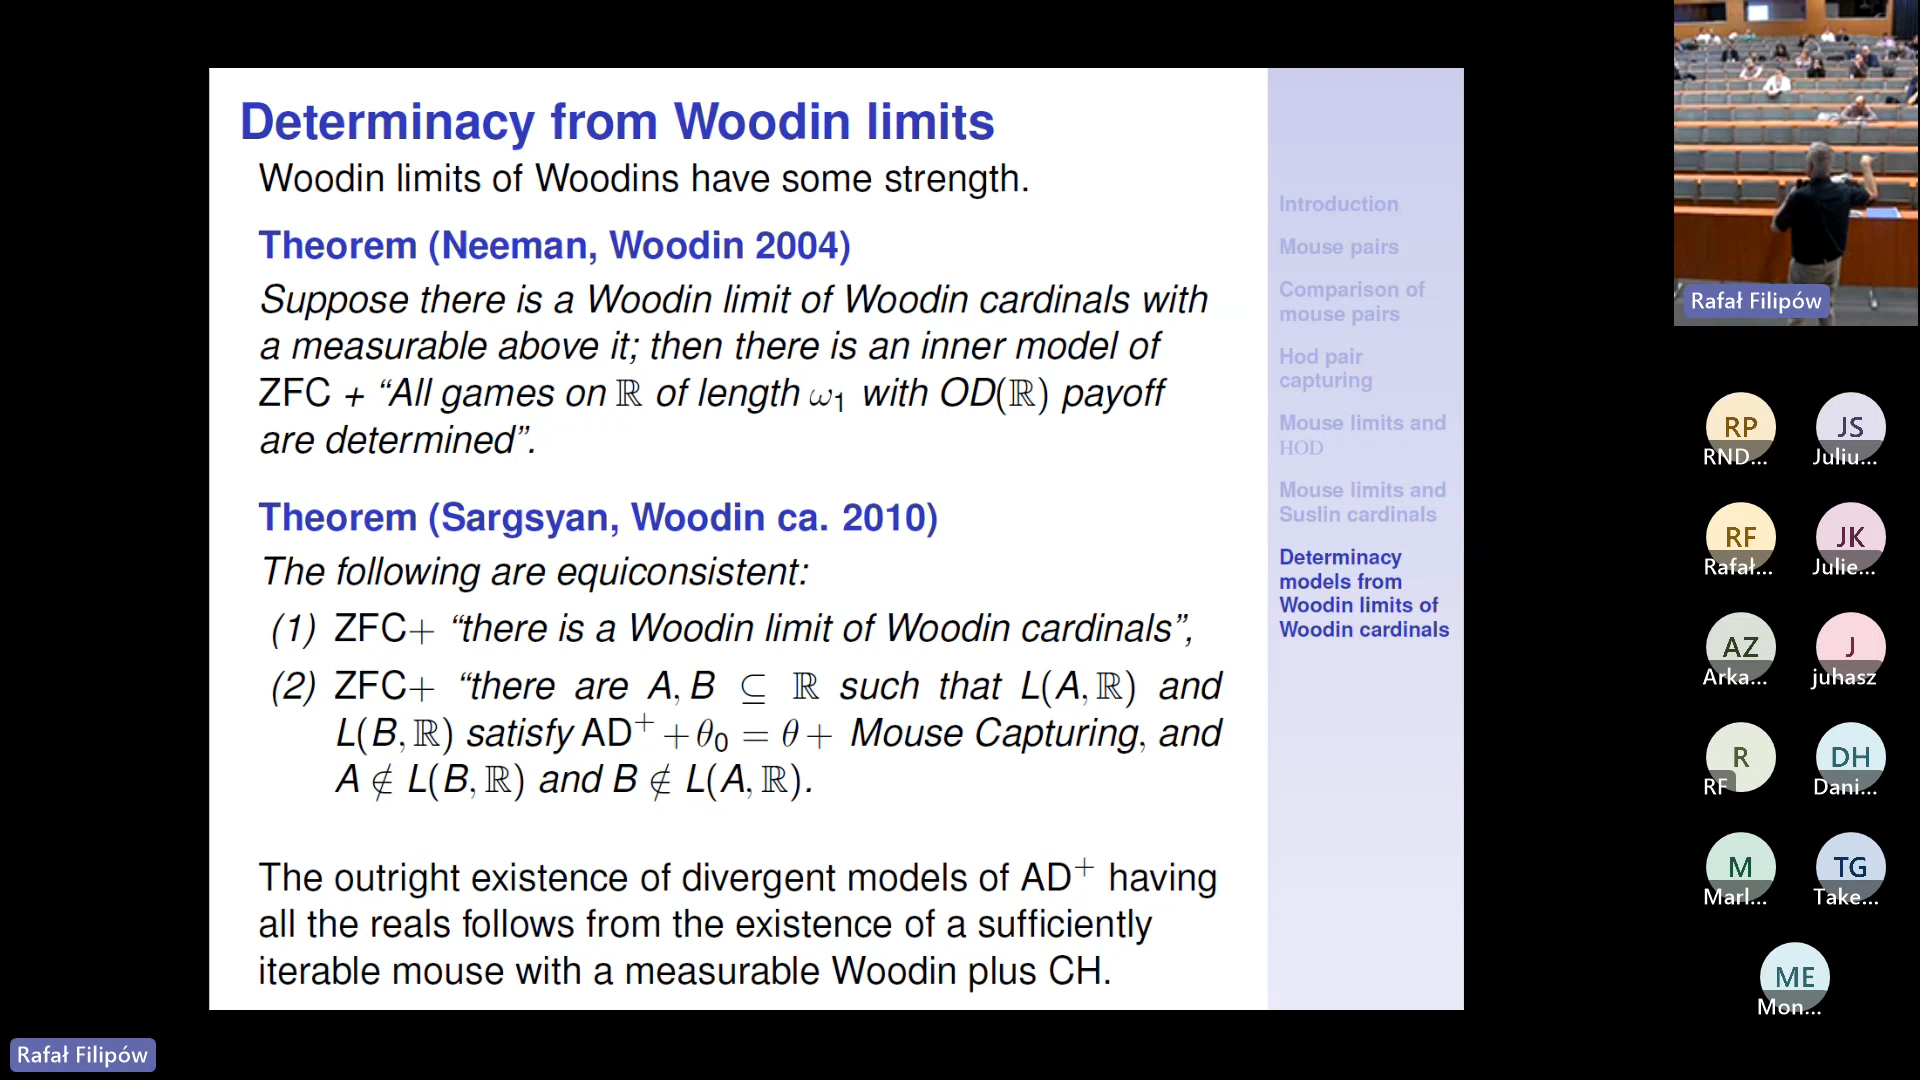 Determinacy from Woodin limits
Woodin limits of Woodins have some strength.
Theorem (Neeman, Woodin 2004)
Suppose there is a Woodin limit of Woodin cardinals with
a measurable above it; then there is an inner model of
ZFC + “All games on ℝ of length ω₁ with OD(ℝ) payoff
are determined”.
Theorem (Sargsyan, Woodin ca. 2010)
The following are equiconsistent:
(1) ZFC+ “there is a Woodin limit of Woodin cardinals”,
(2) ZFC+ “there are A, B ⊆ ℝ such that L(A, ℝ) and
L(B, ℝ) satisfy AD⁺ + θ₀ = θ + Mouse Capturing, and
A ∉ L(B, ℝ) and B ∉ L(A, ℝ).
The outright existence of divergent models of AD⁺ having
all the reals follows from the existence of a sufficiently
iterable mouse with a measurable Woodin plus CH.
Introduction
Mouse pairs
Comparison of
mouse pairs
Hod pair
capturing
Mouse limits and
HOD
Mouse limits and
Suslin cardinals
Determinacy
models from
Woodin limits of
Woodin cardinals
Rafał Filipów
RP
RND...
JS
Juliu...
RF
Rafał...
JK
Julie...
AZ
Arka...
J
juhasz
R
RF
DH
Dani...
M
Marl...
TG
Take...
ME
Mon...
Rafał Filipów